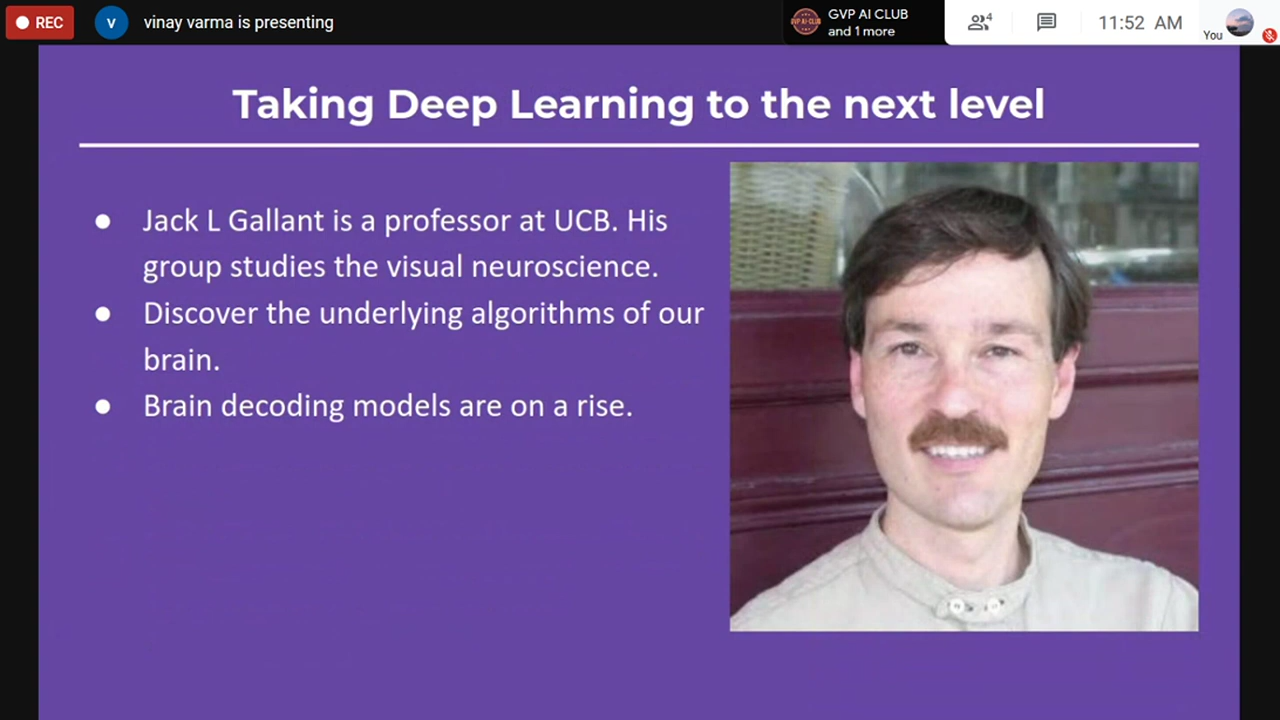 REC
v
vinay varma is presenting
GVP AI CLUB
and 1 more
4
11:52 AM
You
Taking Deep Learning to the next level
● Jack L Gallant is a professor at UCB. His
group studies the visual neuroscience.
● Discover the underlying algorithms of our
brain.
● Brain decoding models are on a rise.